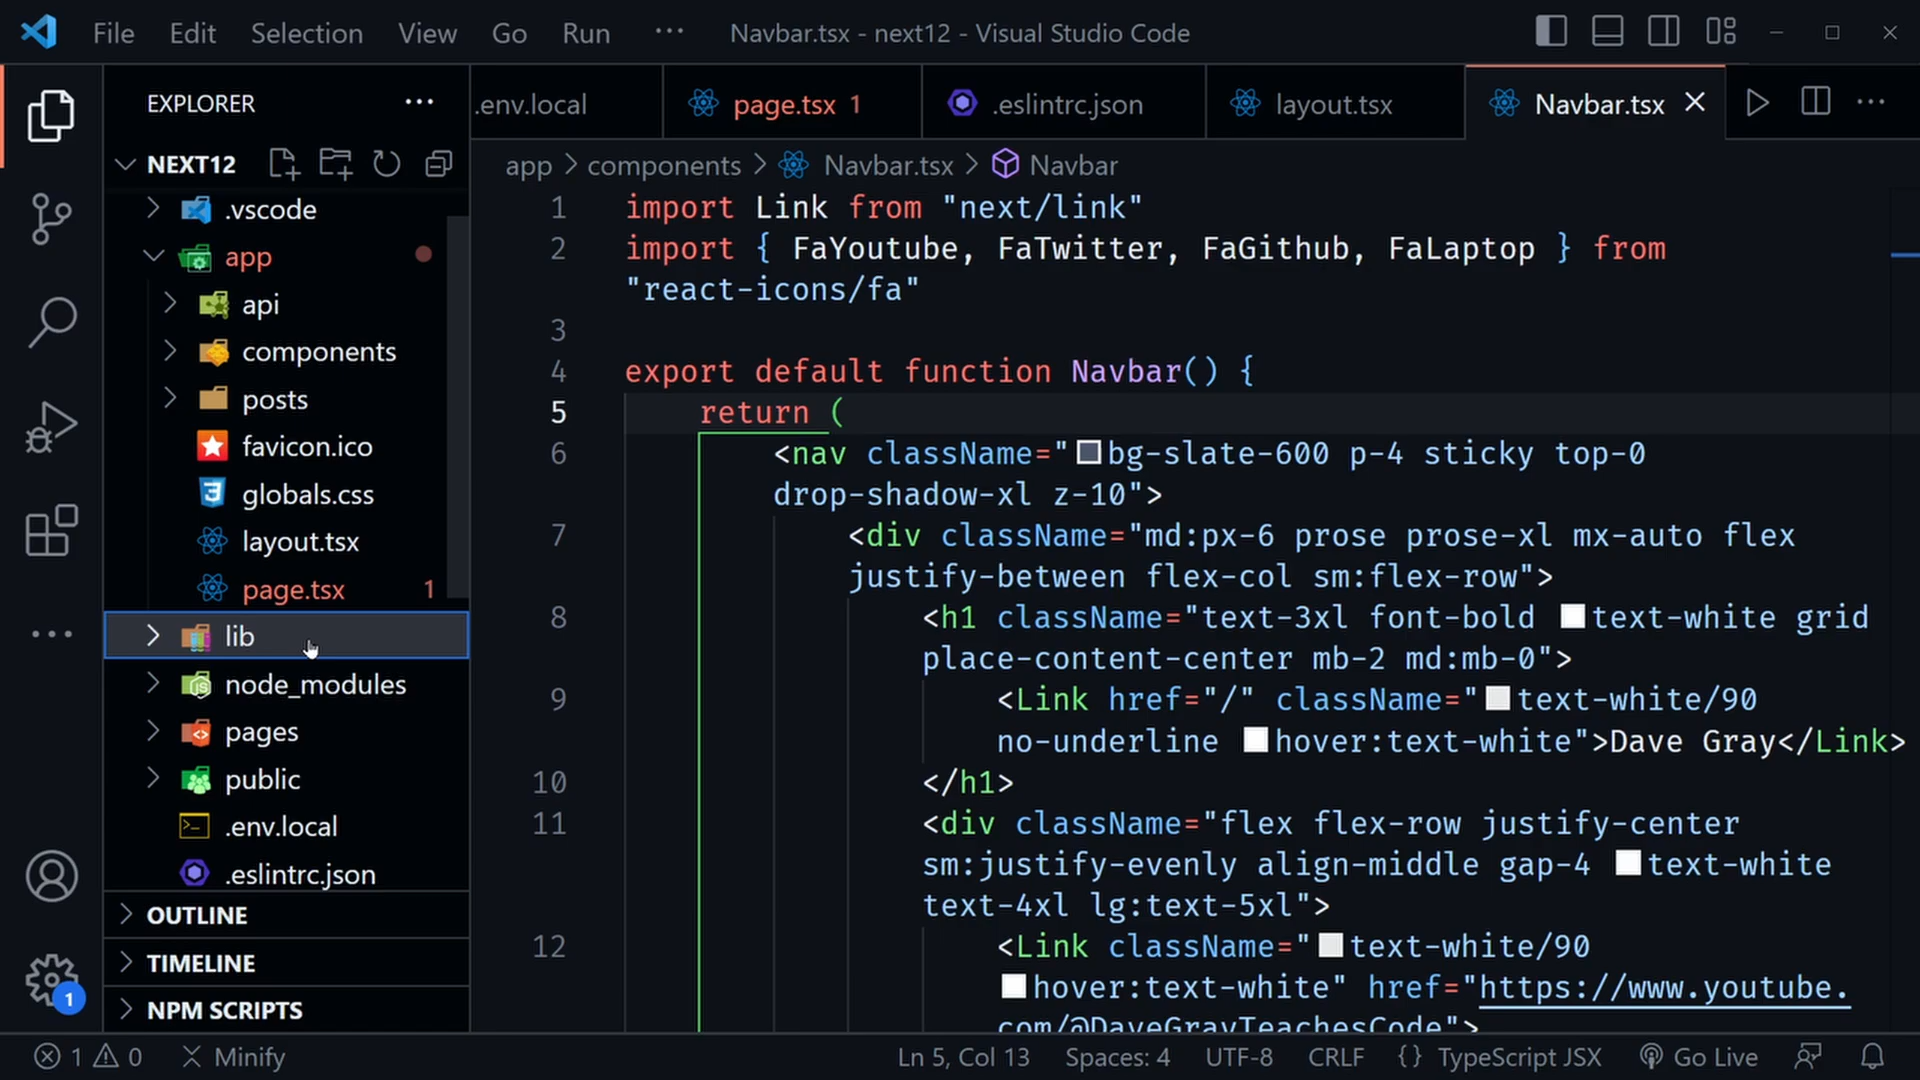 File Edit Selection View Go Run ··· Navbar.tsx - next12 - Visual Studio Code
EXPLORER ···
.env.local page.tsx 1 .eslintrc.json layout.tsx Navbar.tsx ···
NEXT12
app > components > Navbar.tsx > Navbar
.vscode
app
api
components
posts
favicon.ico
globals.css
layout.tsx
page.tsx 1
lib
node_modules
pages
public
.env.local
.eslintrc.json
OUTLINE
TIMELINE
NPM SCRIPTS
1
1 import Link from "next/link"
2 import { FaYoutube, FaTwitter, FaGithub, FaLaptop } from
"react-icons/fa"
3
4 export default function Navbar() {
5 return (
6 <nav className="bg-slate-600 p-4 sticky top-0
drop-shadow-xl z-10">
7 <div className="md:px-6 prose prose-xl mx-auto flex
justify-between flex-col sm:flex-row">
8 <h1 className="text-3xl font-bold text-white grid
place-content-center mb-2 md:mb-0">
9 <Link href="/" className="text-white/90
no-underline hover:text-white">Dave Gray</Link>
10 </h1>
11 <div className="flex flex-row justify-center
sm:justify-evenly align-middle gap-4 text-white
text-4xl lg:text-5xl">
12 <Link className="text-white/90
hover:text-white" href="https://www.youtube.
com/@DaveGrayTeachesCode">
1 0 Minify Ln 5, Col 13 Spaces: 4 UTF-8 CRLF {} TypeScript JSX Go Live